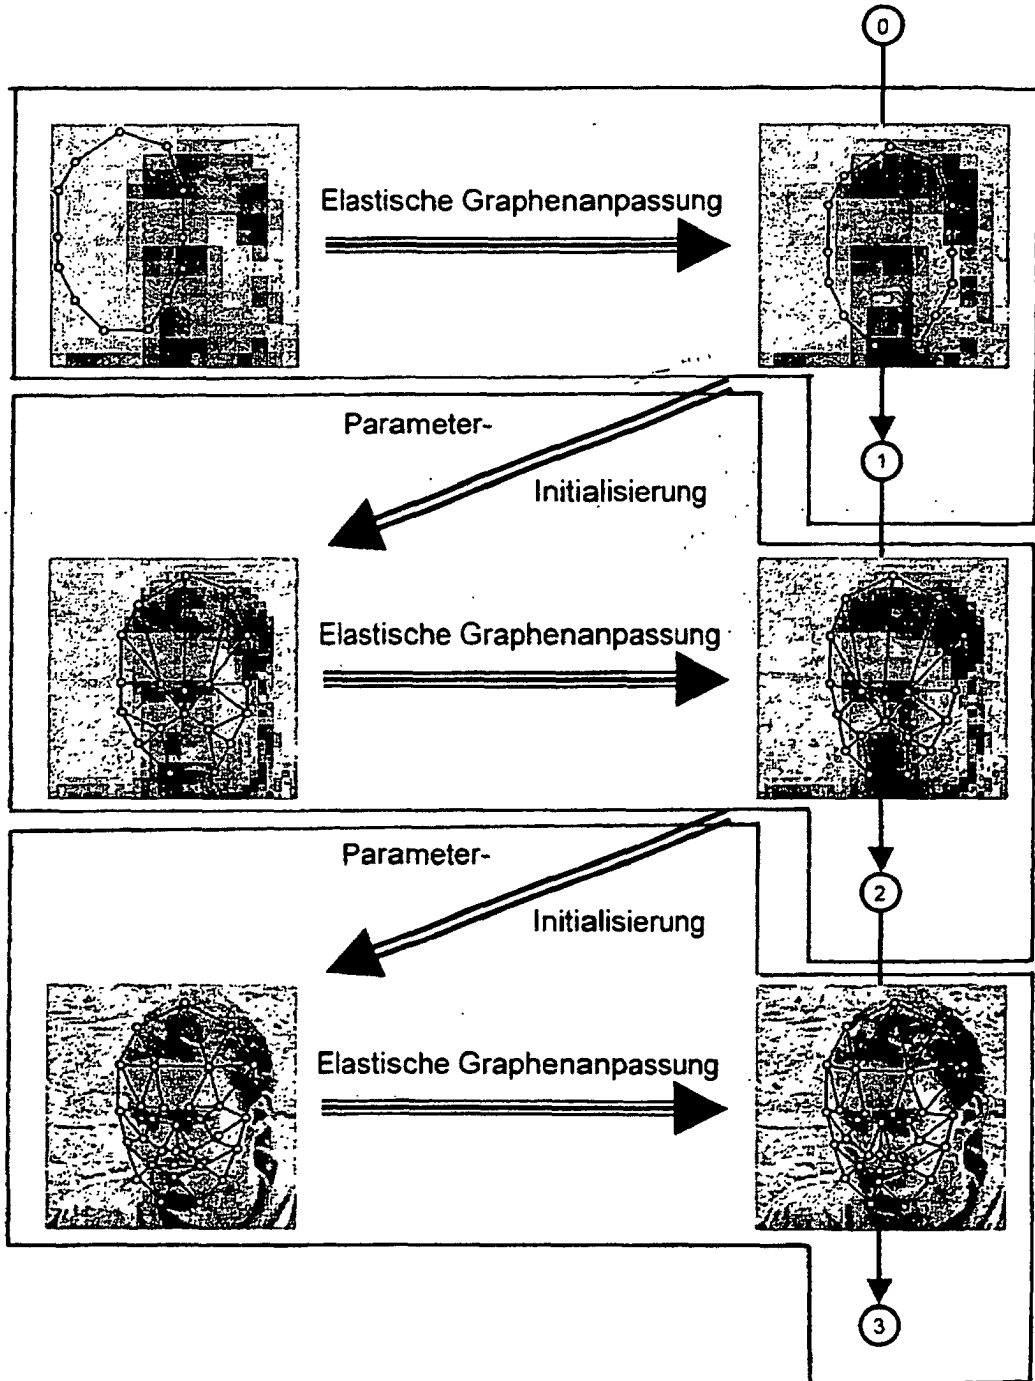 0
Elastische Graphenanpassung
1
Parameter-
Initialisierung
Elastische Graphenanpassung
2
Parameter-
Initialisierung
Elastische Graphenanpassung
3